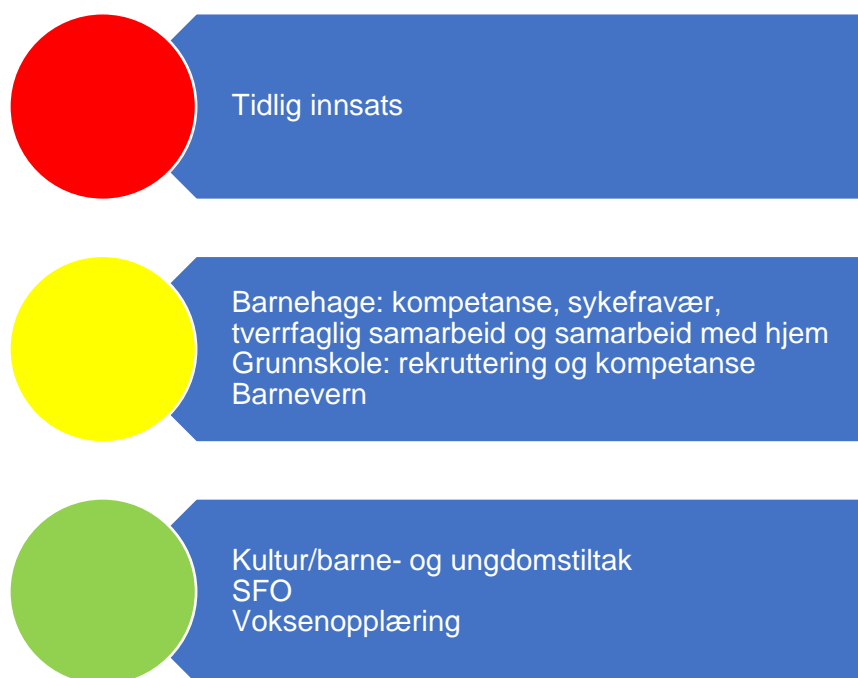 Tidlig innsats
Barnehage: kompetanse, sykefravær,
tverrfaglig samarbeid og samarbeid med hjem
Grunnskole: rekruttering og kompetanse
Barnevern
Kultur/barne- og ungdomstiltak
SFO
Voksenopplæring